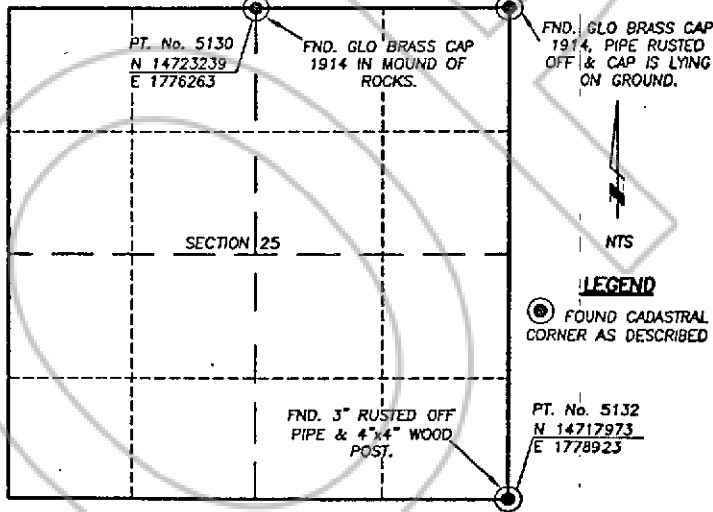 PT. No. 5130
N 14723239
E 1776263
FND. GLO BRASS CAP
1914 IN MOUND OF
ROCKS.
FND. GLO BRASS CAP
1914, PIPE RUSTED
OFF & CAP IS LYING
ON GROUND.
N
NTS
SECTION 25
LEGEND
FOUND CADASTRAL
CORNER AS DESCRIBED
FND. 3" RUSTED OFF
PIPE & 4"x4" WOOD
POST.
PT. No. 5132
N 14717973
E 1778923